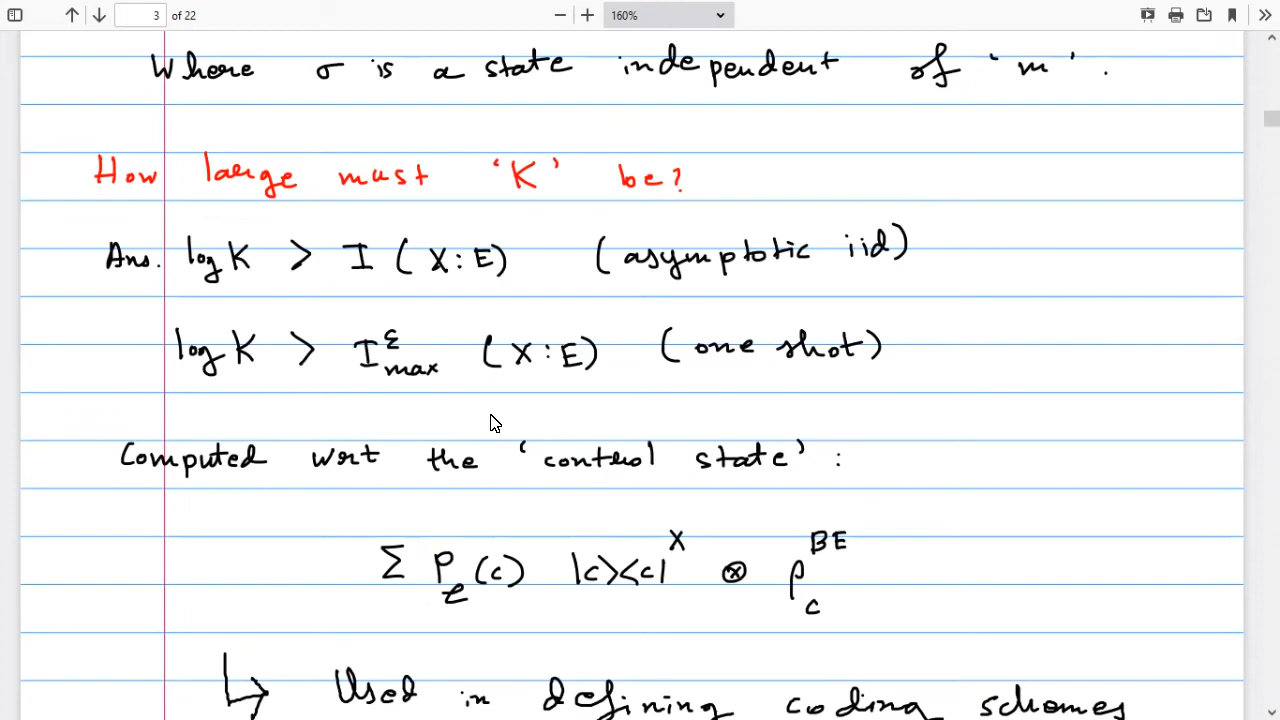 3 of 22
160%
Where σ is a state independent of 'm'.
How large must 'K' be?
Ans. log K > I (X : E) (asymptotic iid)
log K > I^ε_max (X : E) (one shot)
Computed wrt the 'control state' :
Σ P_Z(c) |c><c|^X ⊗ ρ_c^BE
↳ Used in defining coding schemes